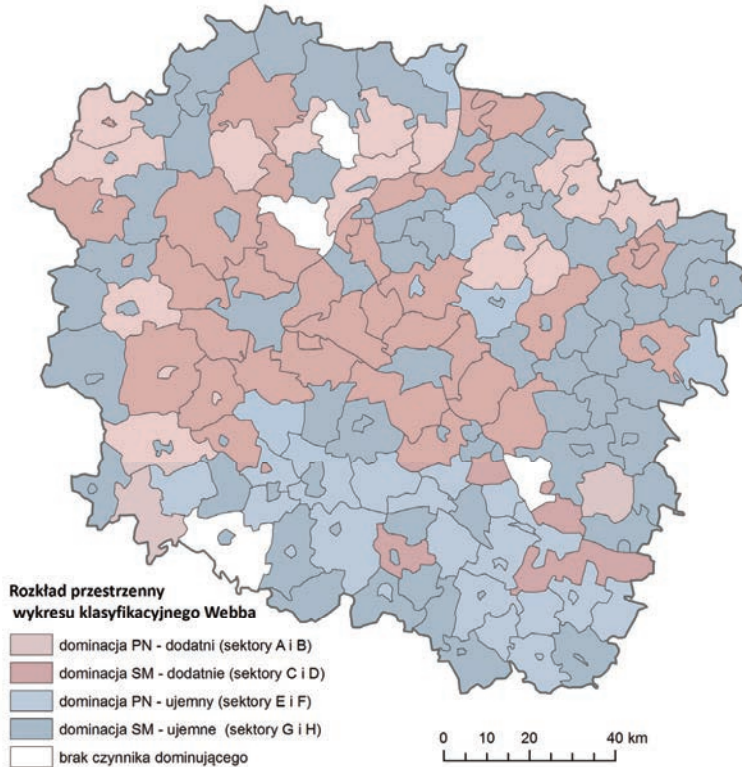 Rozkład przestrzenny
wykresu klasyfikacyjnego Webba
dominacja PN - dodatni (sektory A i B)
dominacja SM - dodatnie (sektory C i D)
dominacja PN - ujemny (sektory E i F)
dominacja SM - ujemne (sektory G i H)
brak czynnika dominującego
0 10 20 40 km